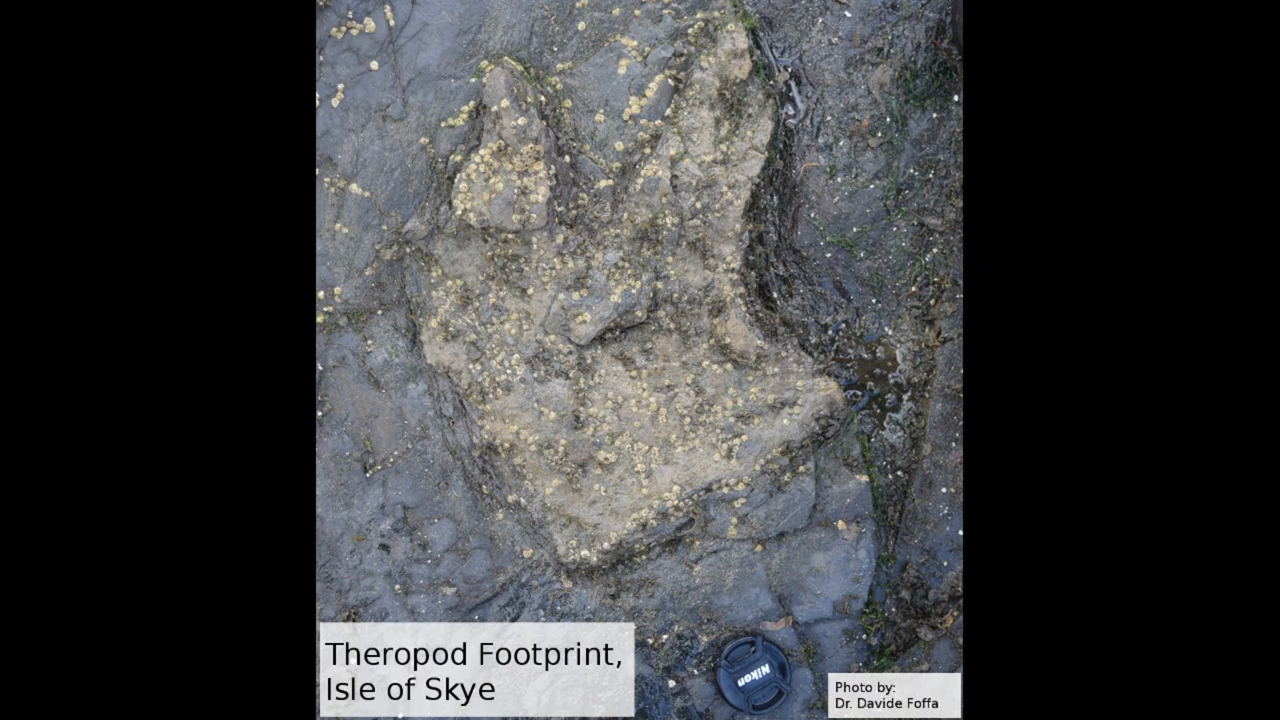 Theropod Footprint,
Isle of Skye
Nikon
Photo by:
Dr. Davide Foffa